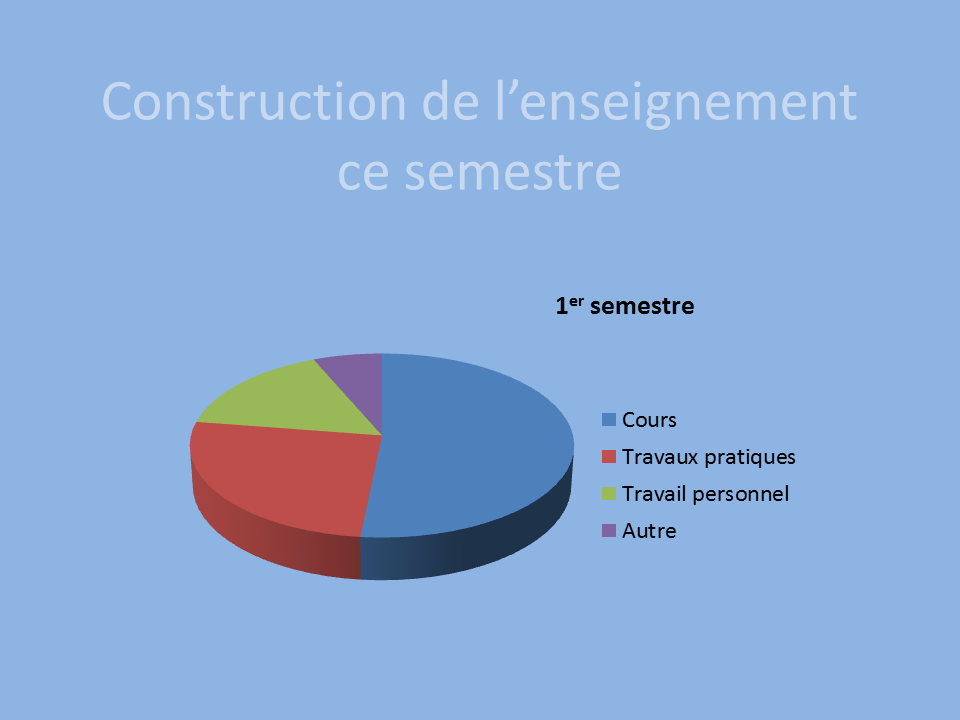 Construction de l’enseignement
ce semestre
1er semestre
Cours
Travaux pratiques
Travail personnel
Autre